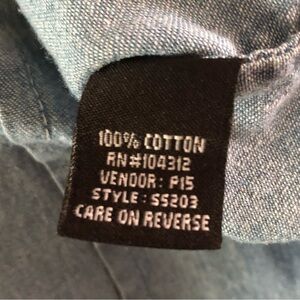 100% COTTON
RN#104312
VENDOR: P15
STYLE: SS203
CARE ON REVERSE